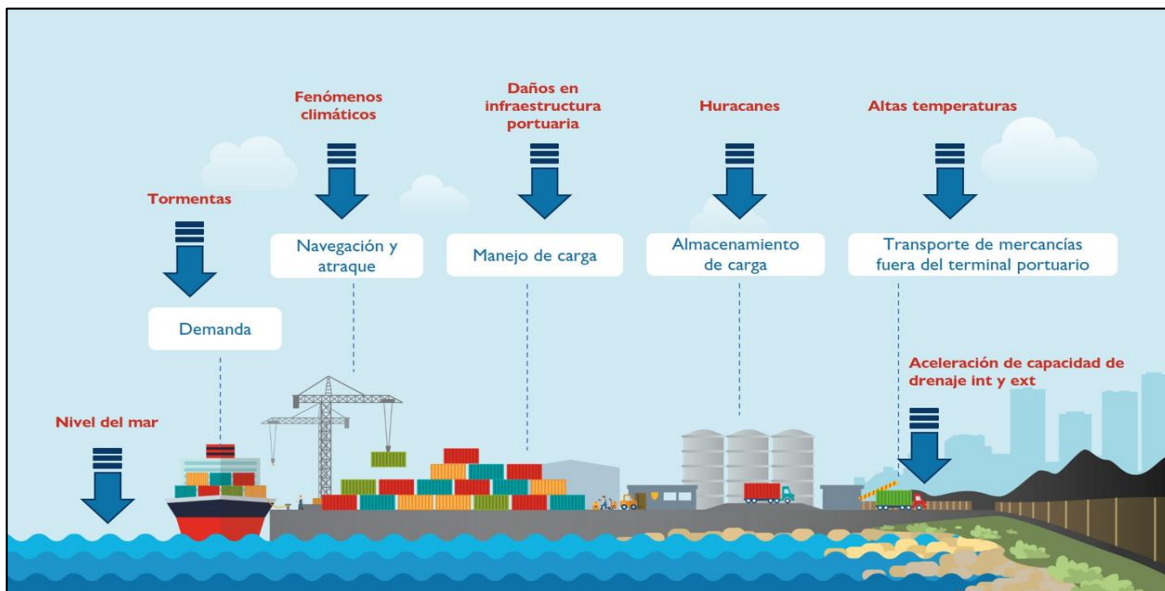 Fenómenos
climáticos
Daños en
infraestructura
portuaria
Huracanes
Altas temperaturas
Tormentas
Navegación y
atraque
Manejo de carga
Almacenamiento
de carga
Transporte de mercancías
fuera del terminal portuario
Demanda
Aceleración de capacidad de
drenaje int y ext
Nivel del mar